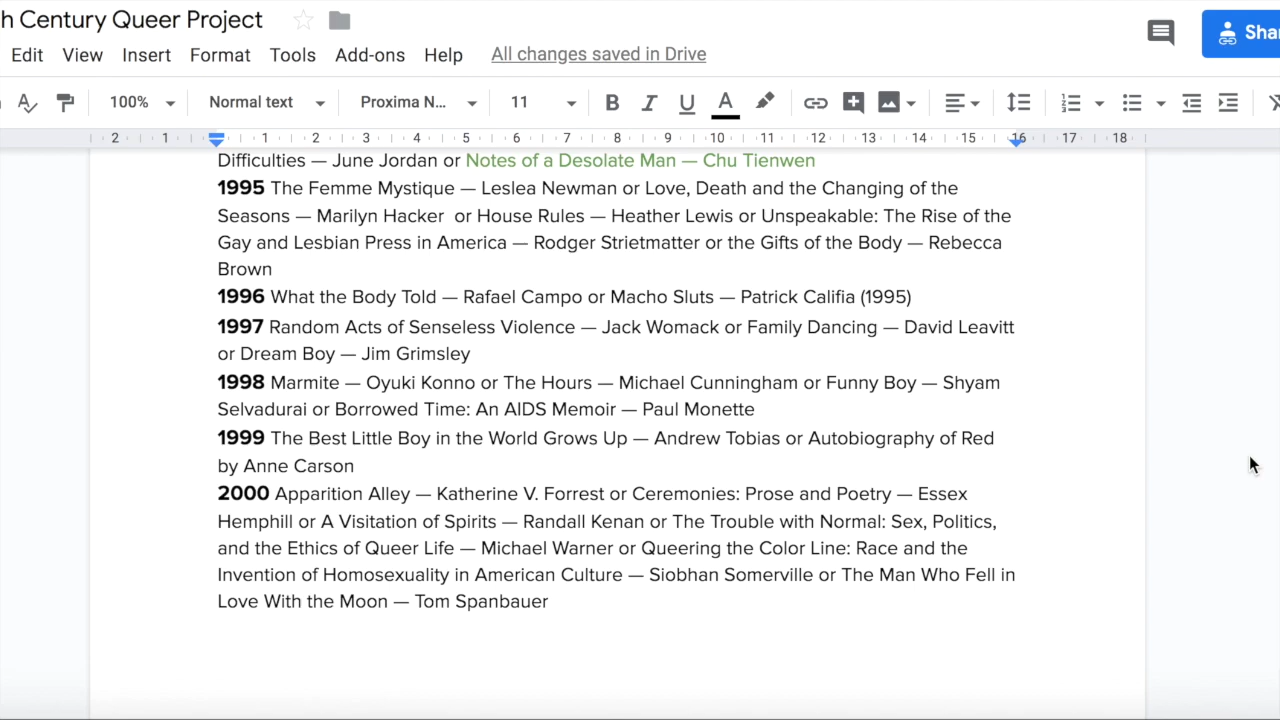 h Century Queer Project
Edit View Insert Format Tools Add-ons Help All changes saved in Drive
Shar
100% Normal text Proxima N... 11 B I U A
2 1 1 2 3 4 5 6 7 8 9 10 11 12 13 14 15 16 17 18
Difficulties — June Jordan or Notes of a Desolate Man — Chu Tienwen
1995 The Femme Mystique — Leslea Newman or Love, Death and the Changing of the
Seasons — Marilyn Hacker  or House Rules — Heather Lewis or Unspeakable: The Rise of the
Gay and Lesbian Press in America — Rodger Strietmatter or the Gifts of the Body — Rebecca
Brown
1996 What the Body Told — Rafael Campo or Macho Sluts — Patrick Califia (1995)
1997 Random Acts of Senseless Violence — Jack Womack or Family Dancing — David Leavitt
or Dream Boy — Jim Grimsley
1998 Marmite — Oyuki Konno or The Hours — Michael Cunningham or Funny Boy — Shyam
Selvadurai or Borrowed Time: An AIDS Memoir — Paul Monette
1999 The Best Little Boy in the World Grows Up — Andrew Tobias or Autobiography of Red
by Anne Carson
2000 Apparition Alley — Katherine V. Forrest or Ceremonies: Prose and Poetry — Essex
Hemphill or A Visitation of Spirits — Randall Kenan or The Trouble with Normal: Sex, Politics,
and the Ethics of Queer Life — Michael Warner or Queering the Color Line: Race and the
Invention of Homosexuality in American Culture — Siobhan Somerville or The Man Who Fell in
Love With the Moon — Tom Spanbauer